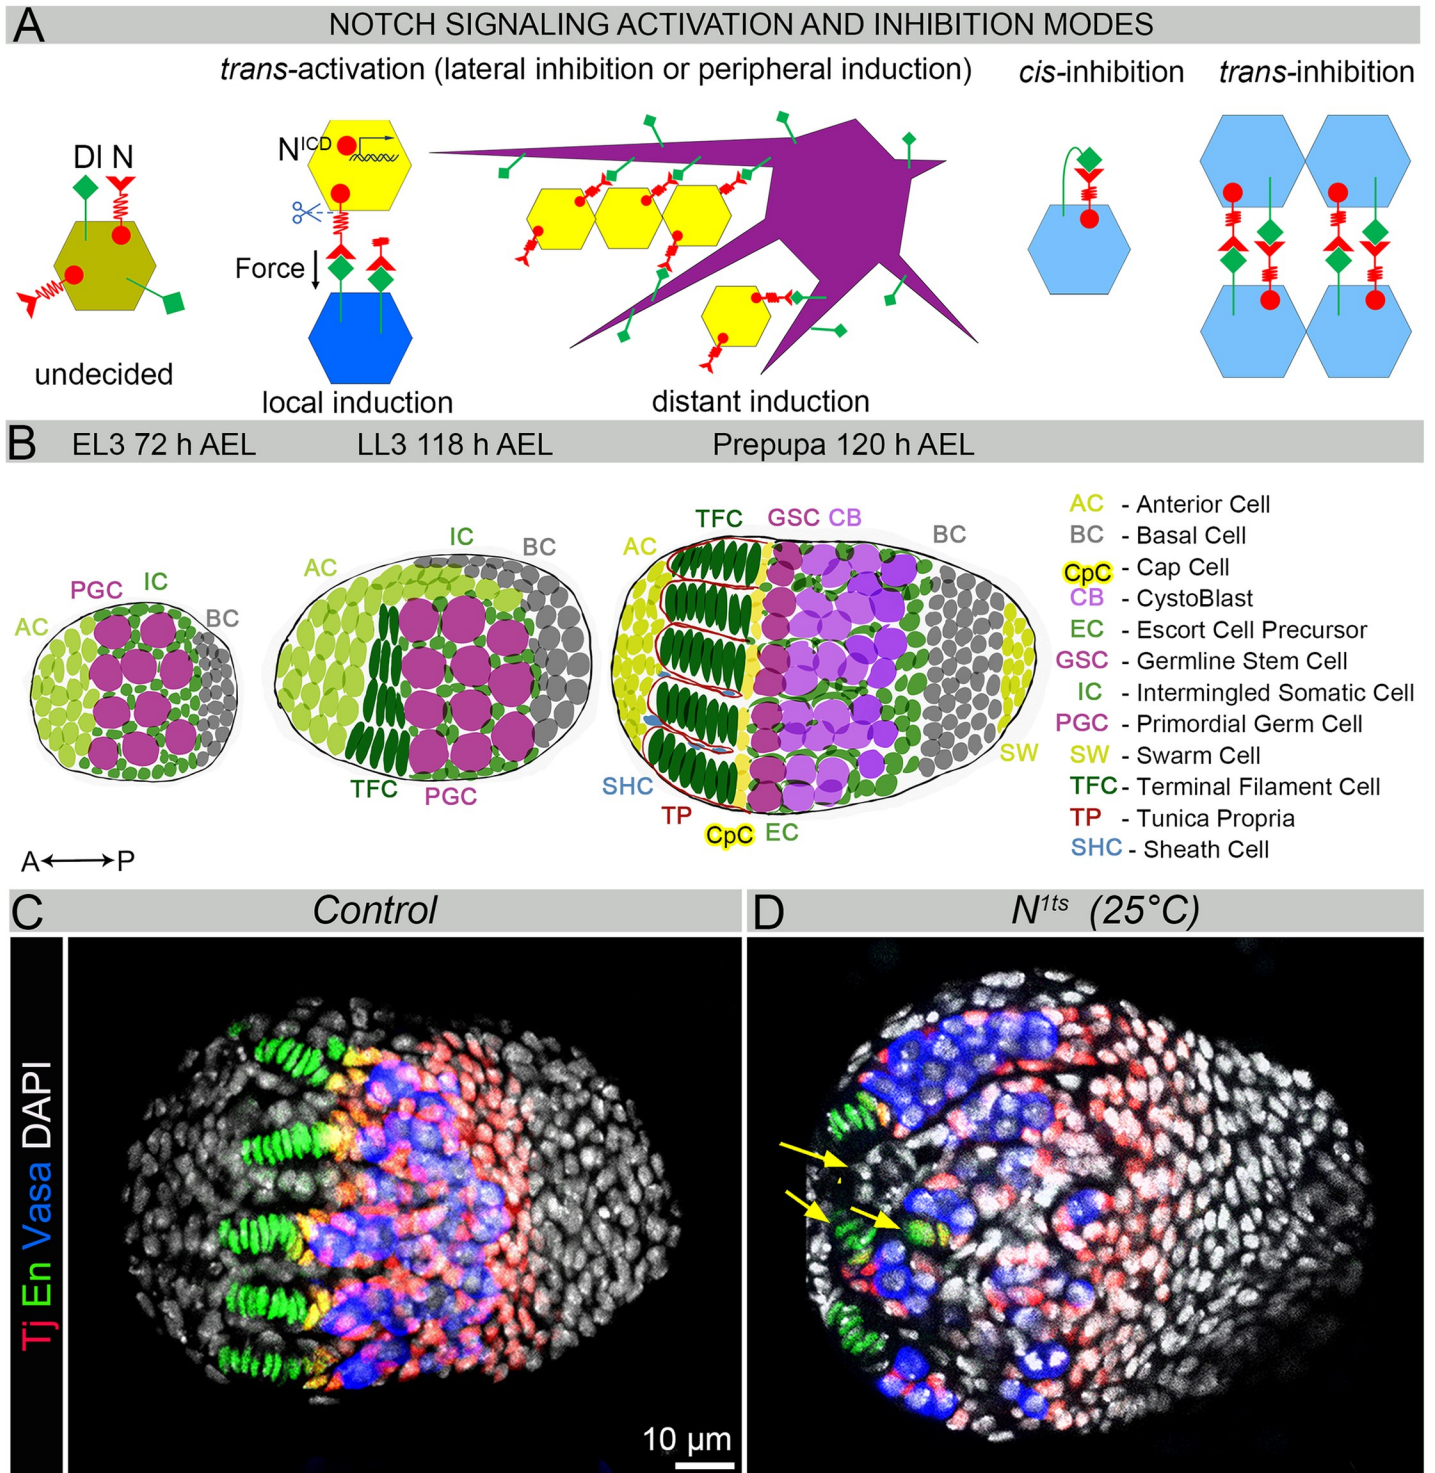 A
NOTCH SIGNALING ACTIVATION AND INHIBITION MODES
trans-activation (lateral inhibition or peripheral induction)
cis-inhibition
trans-inhibition
Dl N
N^ICD
Force
undecided
local induction
distant induction
B
EL3 72 h AEL
LL3 118 h AEL
Prepupa 120 h AEL
AC
PGC
IC
BC
AC
IC
BC
TFC
PGC
AC
TFC
GSC
CB
BC
SW
SHC
TP
CpC
EC
AC - Anterior Cell
BC - Basal Cell
CpC - Cap Cell
CB - CystoBlast
EC - Escort Cell Precursor
GSC - Germline Stem Cell
IC - Intermingled Somatic Cell
PGC - Primordial Germ Cell
SW - Swarm Cell
TFC - Terminal Filament Cell
TP - Tunica Propria
SHC - Sheath Cell
A P
C
Control
Tj En Vasa DAPI
10 µm
D
N^1ts (25°C)